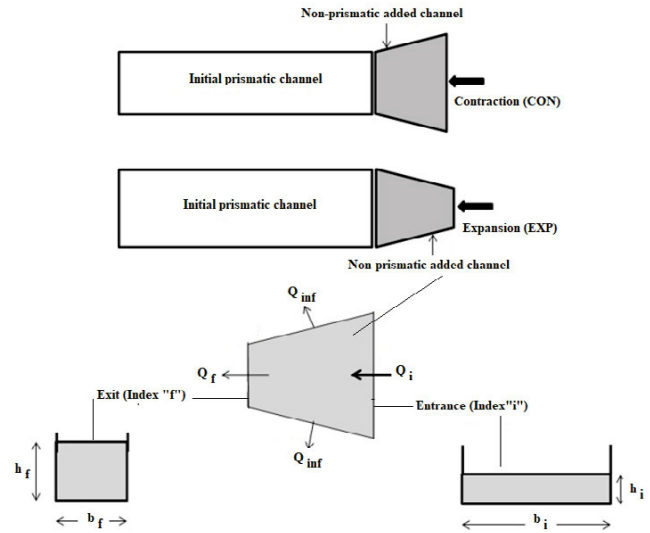 Non-prismatic added channel
Initial prismatic channel
Contraction (CON)
Initial prismatic channel
Expansion (EXP)
Non prismatic added channel
Q inf
Q f
Q i
Exit (Index "f")
Entrance (Index"i")
Q inf
h f
h i
b f
b i